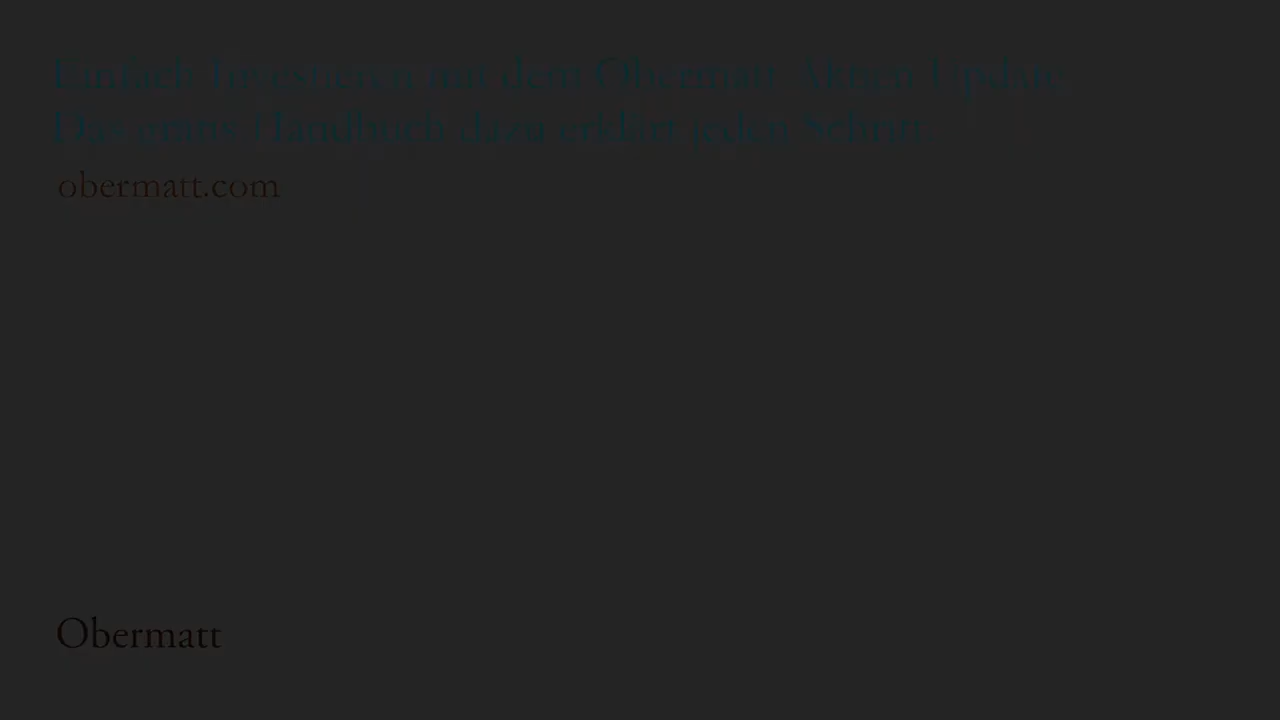 Einfach Investieren mit dem Obermatt Aktien Update
Das gratis Handbuch dazu erklärt jeden Schritt.
obermatt.com
Obermatt